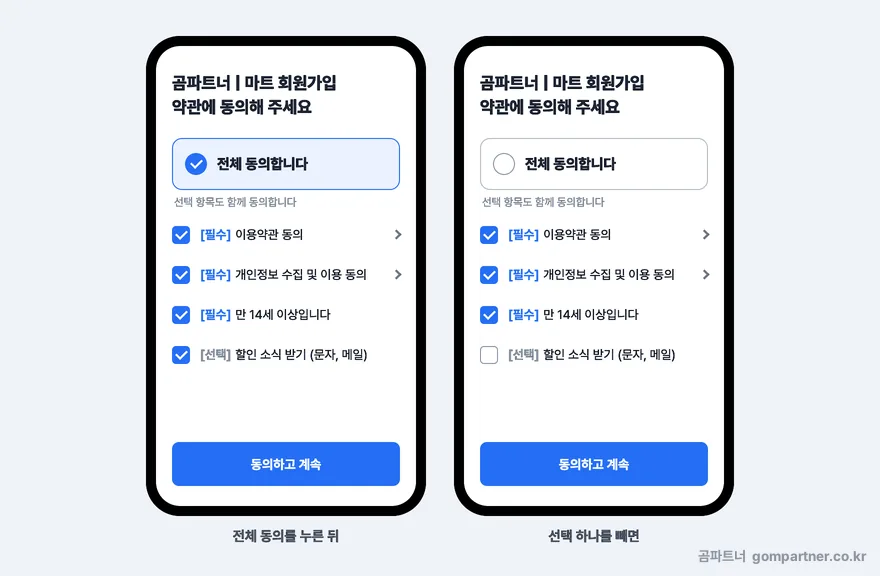 곰파트너 | 마트 회원가입
약관에 동의해 주세요
전체 동의합니다
선택 항목도 함께 동의합니다
[필수] 이용약관 동의
[필수] 개인정보 수집 및 이용 동의
[필수] 만 14세 이상입니다
[선택] 할인 소식 받기 (문자, 메일)
동의하고 계속
전체 동의를 누른 뒤
곰파트너 | 마트 회원가입
약관에 동의해 주세요
전체 동의합니다
선택 항목도 함께 동의합니다
[필수] 이용약관 동의
[필수] 개인정보 수집 및 이용 동의
[필수] 만 14세 이상입니다
[선택] 할인 소식 받기 (문자, 메일)
동의하고 계속
선택 하나를 빼면
곰파트너 gompartner.co.kr